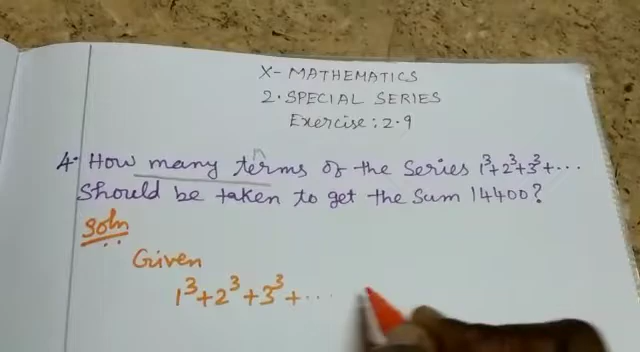 X- MATHEMATICS
2. SPECIAL SERIES
Exercise: 2.9
n
4. How many terms of the Series 1³+2³+3³+...
Should be taken to get the Sum 14400?
Soln
Given
1³+2³+3³+...